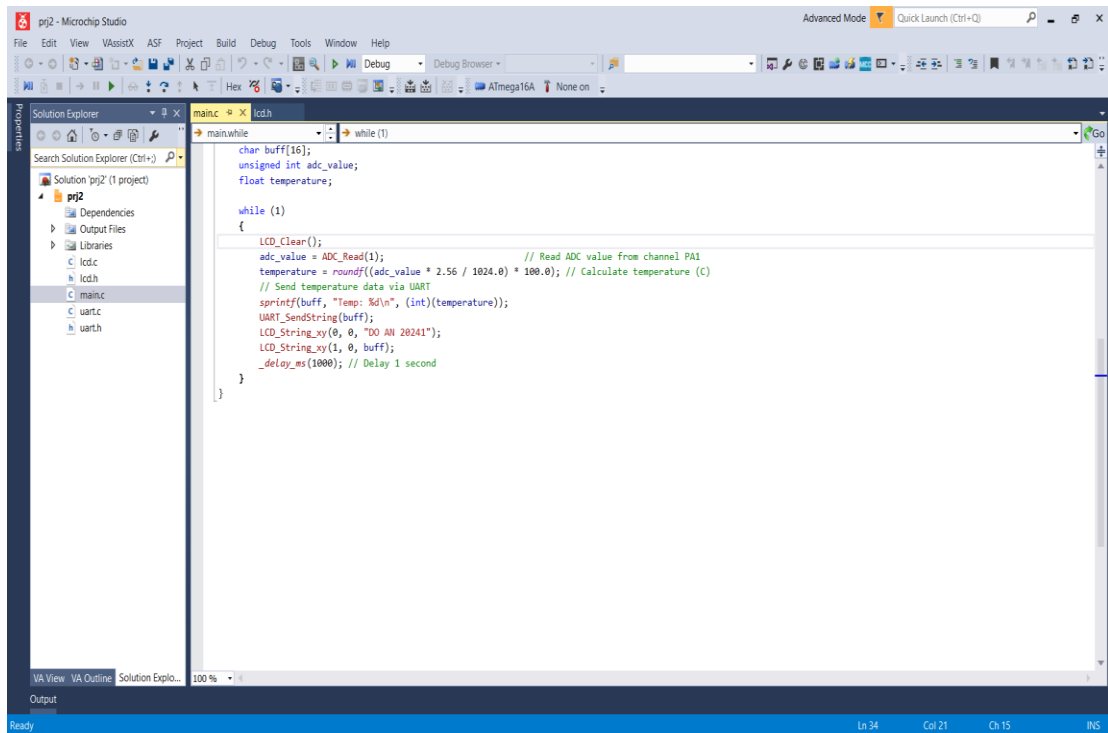 prj2 - Microchip Studio
Advanced Mode
Quick Launch (Ctrl+Q)
File Edit View VAssistX ASF Project Build Debug Tools Window Help
Debug
Debug Browser
Hex
ATmega16A
None on
Properties
Solution Explorer
main.c
lcd.h
main.while
while (1)
Go
Search Solution Explorer (Ctrl+;)
Solution 'prj2' (1 project)
prj2
Dependencies
Output Files
Libraries
lcd.c
lcd.h
main.c
uart.c
uart.h
char buff[16];
unsigned int adc_value;
float temperature;
while (1)
{
LCD_Clear();
adc_value = ADC_Read(1); // Read ADC value from channel PA1
temperature = roundf((adc_value * 2.56 / 1024.0) * 100.0); // Calculate temperature (C)
// Send temperature data via UART
sprintf(buff, "Temp: %d\n", (int)(temperature));
UART_SendString(buff);
LCD_String_xy(0, 0, "DO AN 20241");
LCD_String_xy(1, 0, buff);
_delay_ms(1000); // Delay 1 second
}
}
VA View VA Outline Solution Explo...
100 %
Output
Ready
Ln 34 Col 21 Ch 15 INS